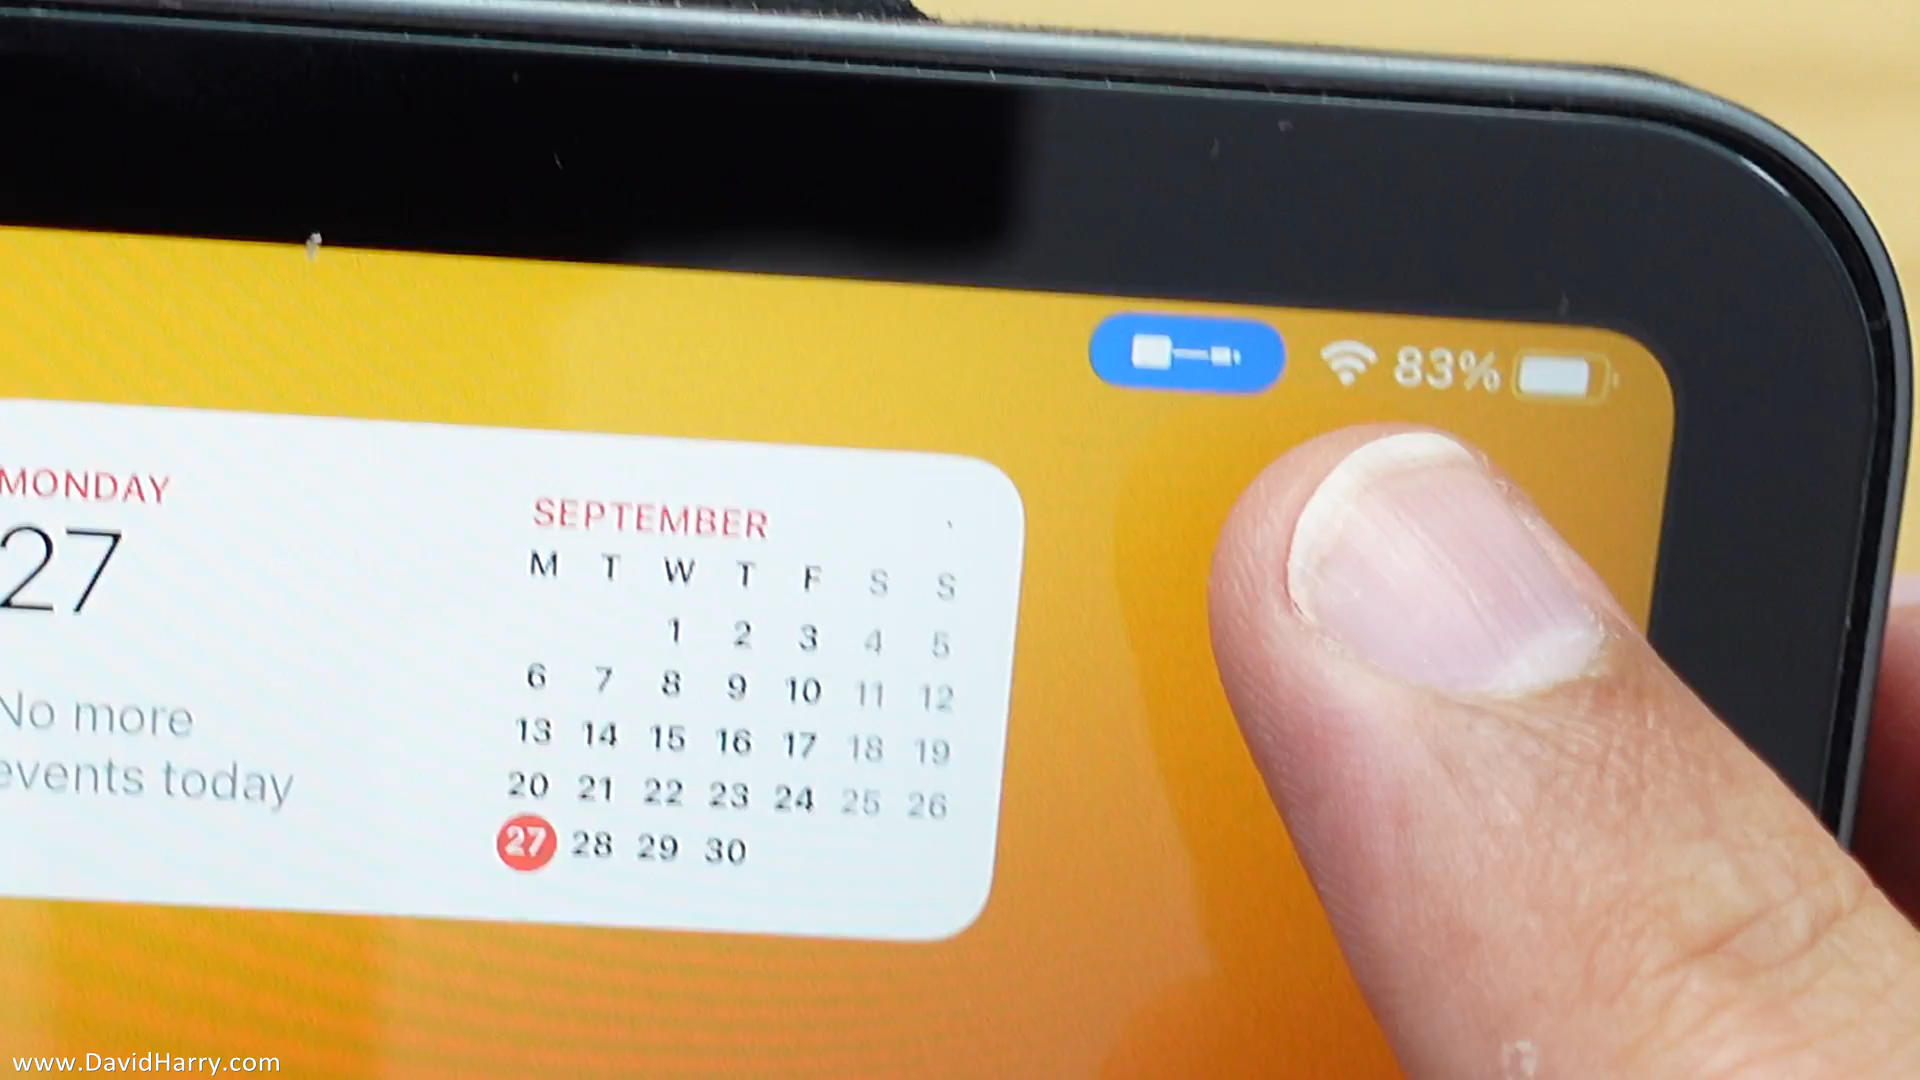 83%
MONDAY
27
No more
events today
SEPTEMBER
M T W T F S S
1 2 3 4 5
6 7 8 9 10 11 12
13 14 15 16 17 18 19
20 21 22 23 24 25 26
27 28 29 30
www.DavidHarry.com